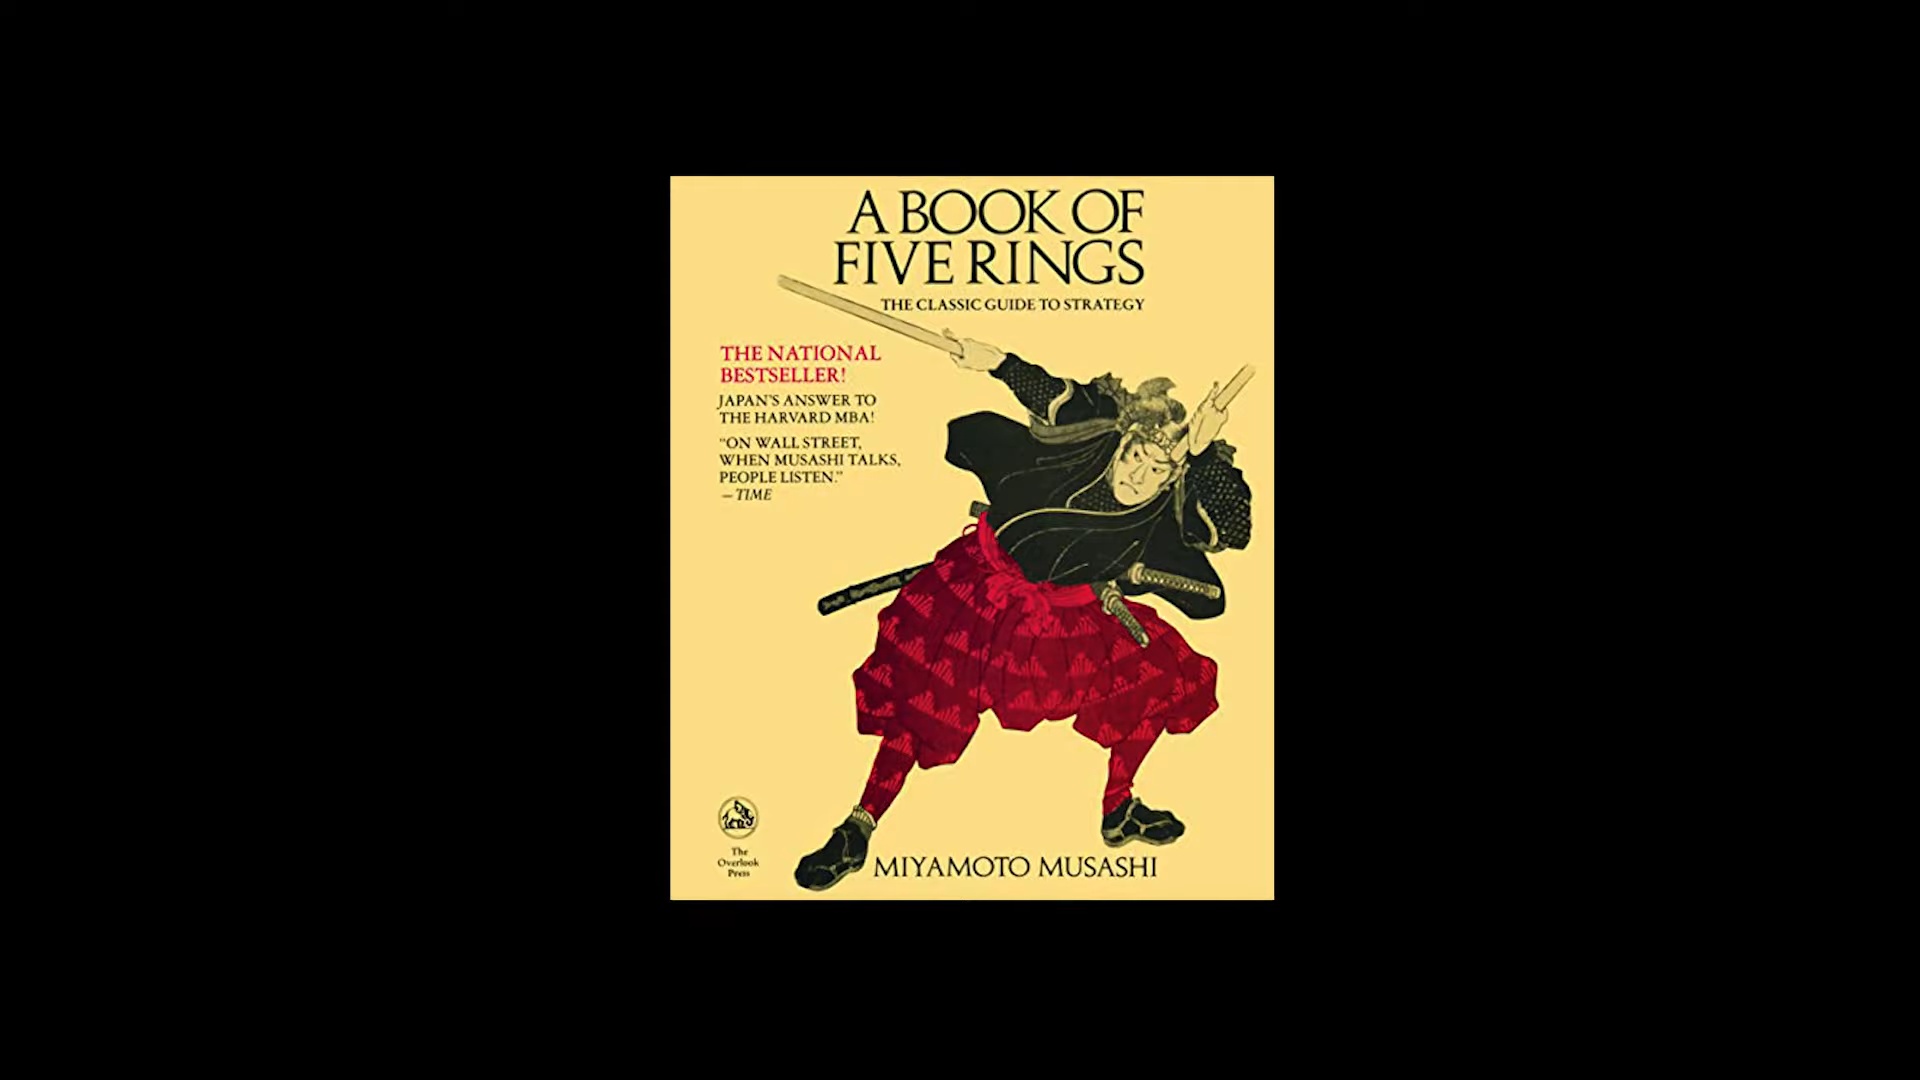 A BOOK OF
FIVE RINGS
THE CLASSIC GUIDE TO STRATEGY
THE NATIONAL
BESTSELLER!
JAPAN'S ANSWER TO
THE HARVARD MBA!
"ON WALL STREET,
WHEN MUSASHI TALKS,
PEOPLE LISTEN."
– TIME
The
Overlook
Press
MIYAMOTO MUSASHI